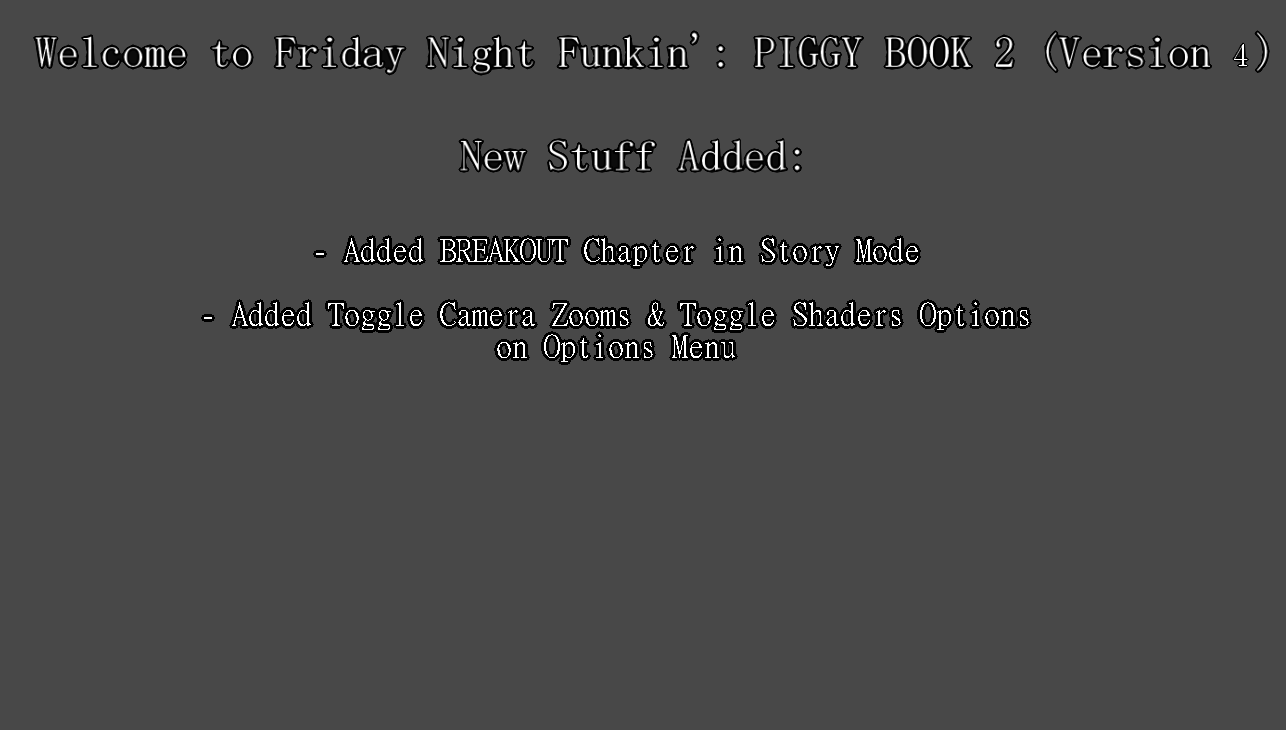 Welcome to Friday Night Funkin': PIGGY BOOK 2 (Version 4)
New Stuff Added:
- Added BREAKOUT Chapter in Story Mode
- Added Toggle Camera Zooms & Toggle Shaders Options
on Options Menu